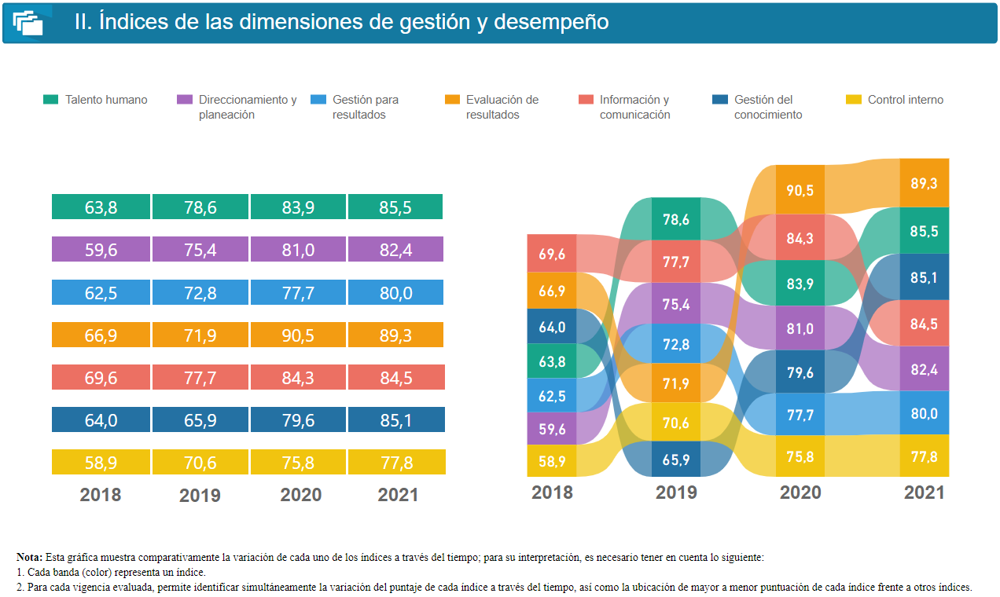 II. Índices de las dimensiones de gestión y desempeño
Talento humano
Direccionamiento y
planeación
Gestión para
resultados
Evaluación de
resultados
Información y
comunicación
Gestión del
conocimiento
Control interno
63,8 78,6 83,9 85,5
59,6 75,4 81,0 82,4
62,5 72,8 77,7 80,0
66,9 71,9 90,5 89,3
69,6 77,7 84,3 84,5
64,0 65,9 79,6 85,1
58,9 70,6 75,8 77,8
2018 2019 2020 2021
69,6
66,9
64,0
63,8
62,5
59,6
58,9
2018
78,6
77,7
75,4
72,8
71,9
70,6
65,9
2019
90,5
84,3
83,9
81,0
79,6
77,7
75,8
2020
89,3
85,5
85,1
84,5
82,4
80,0
77,8
2021
Nota: Esta gráfica muestra comparativamente la variación de cada uno de los índices a través del tiempo; para su interpretación, es necesario tener en cuenta lo siguiente:
1. Cada banda (color) representa un índice.
2. Para cada vigencia evaluada, permite identificar simultáneamente la variación del puntaje de cada índice a través del tiempo, así como la ubicación de mayor a menor puntuación de cada índice frente a otros índices.